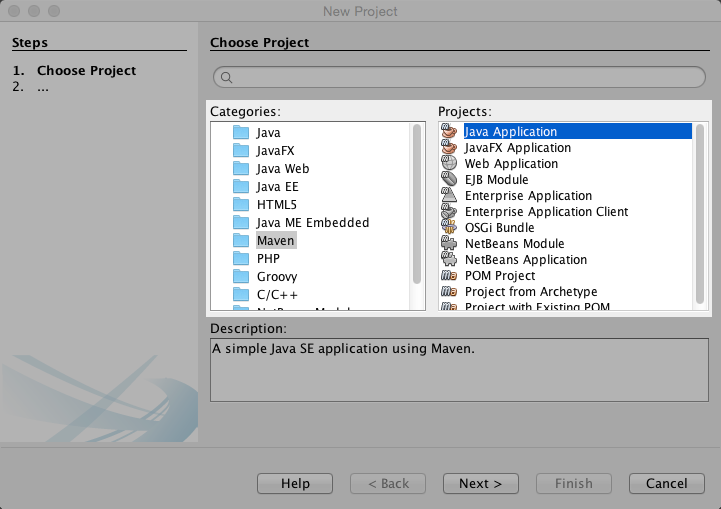 New Project
Steps
1. Choose Project
2. ...
Choose Project
Categories:
Java
JavaFX
Java Web
Java EE
HTML5
Java ME Embedded
Maven
PHP
Groovy
C/C++
Projects:
Java Application
JavaFX Application
Web Application
EJB Module
Enterprise Application
Enterprise Application Client
OSGi Bundle
NetBeans Module
NetBeans Application
POM Project
Project from Archetype
Project with Existing POM
Description:
A simple Java SE application using Maven.
Help
< Back
Next >
Finish
Cancel